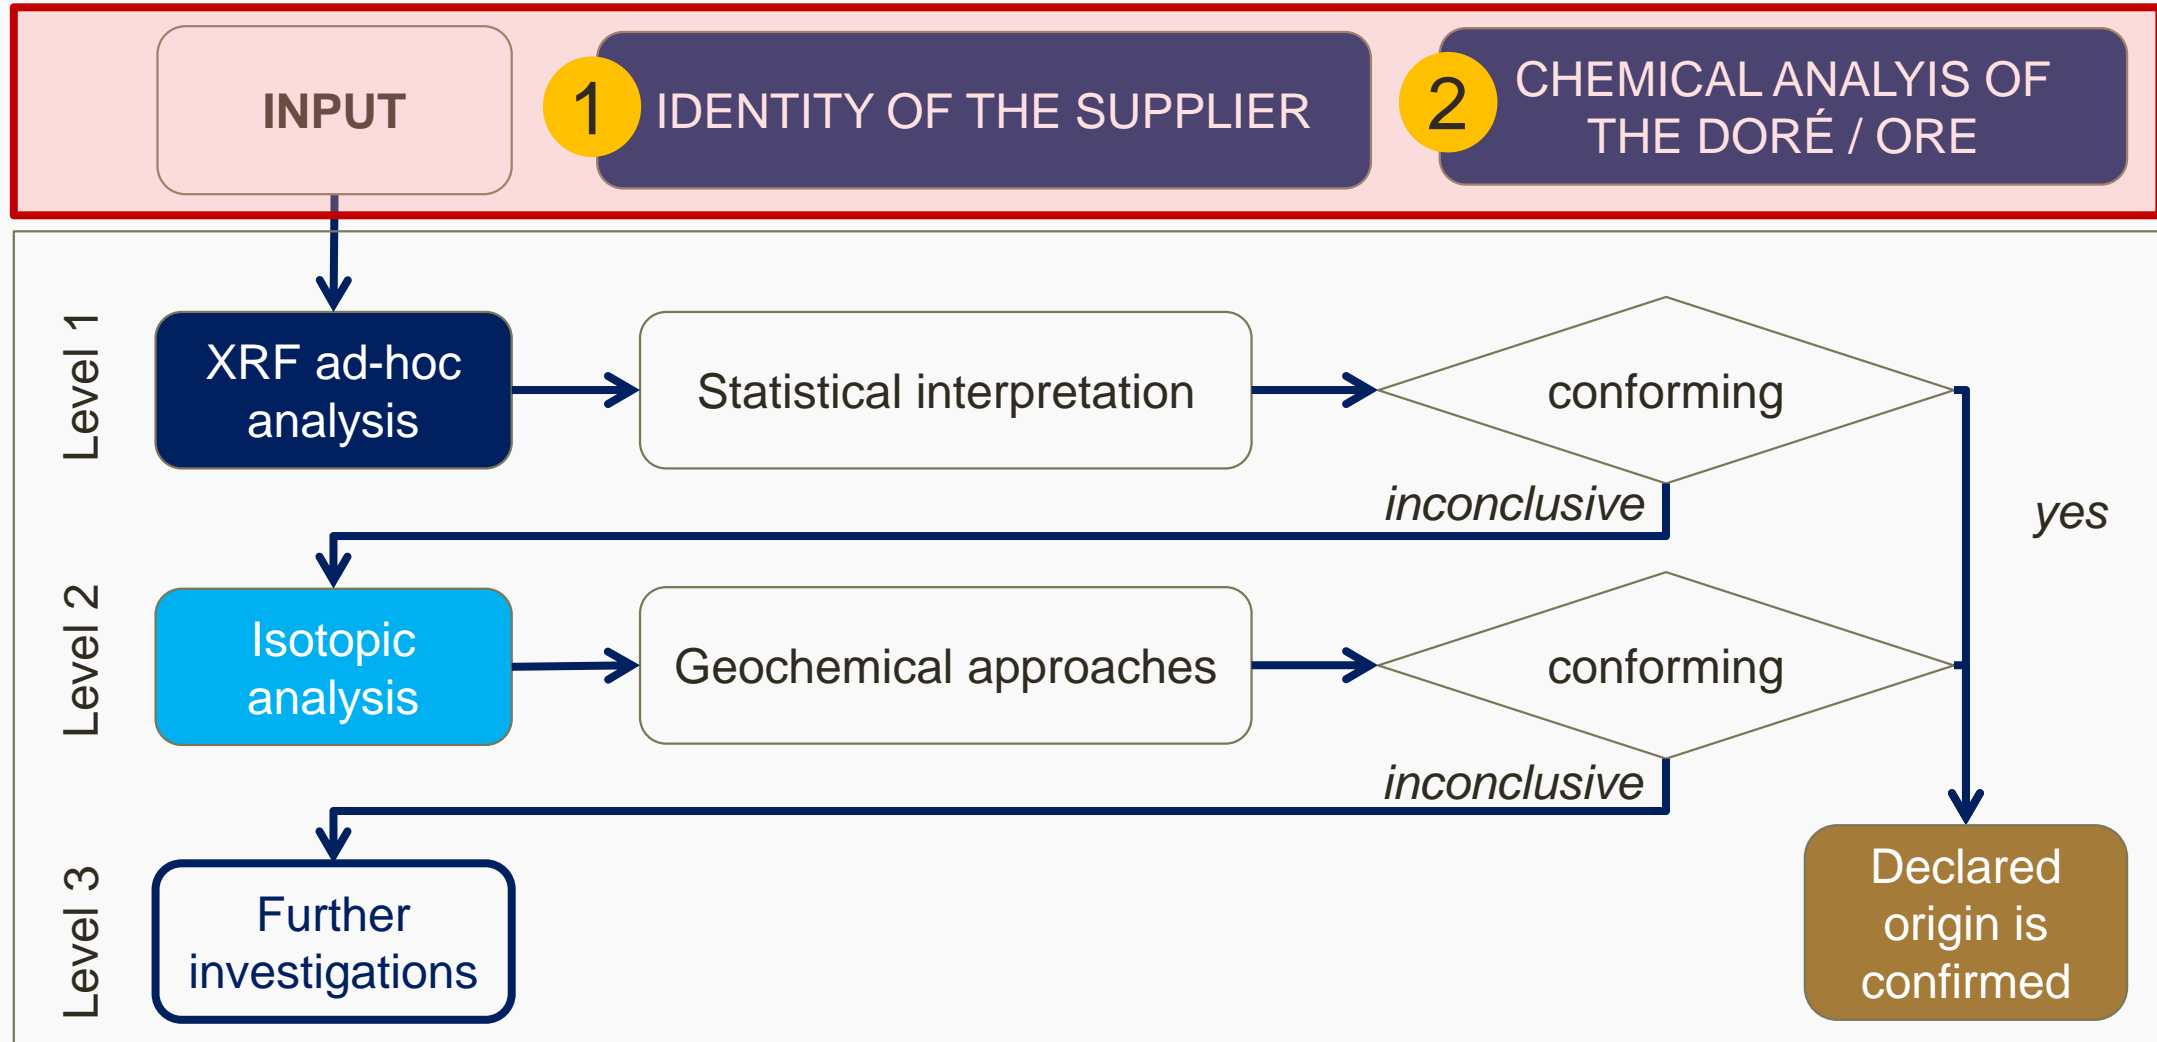 INPUT
1
IDENTITY OF THE SUPPLIER
2
CHEMICAL ANALYIS OF
THE DORÉ / ORE
Level 1
XRF ad-hoc
analysis
Statistical interpretation
conforming
inconclusive
yes
Level 2
Isotopic
analysis
Geochemical approaches
conforming
inconclusive
Level 3
Further
investigations
Declared
origin is
confirmed